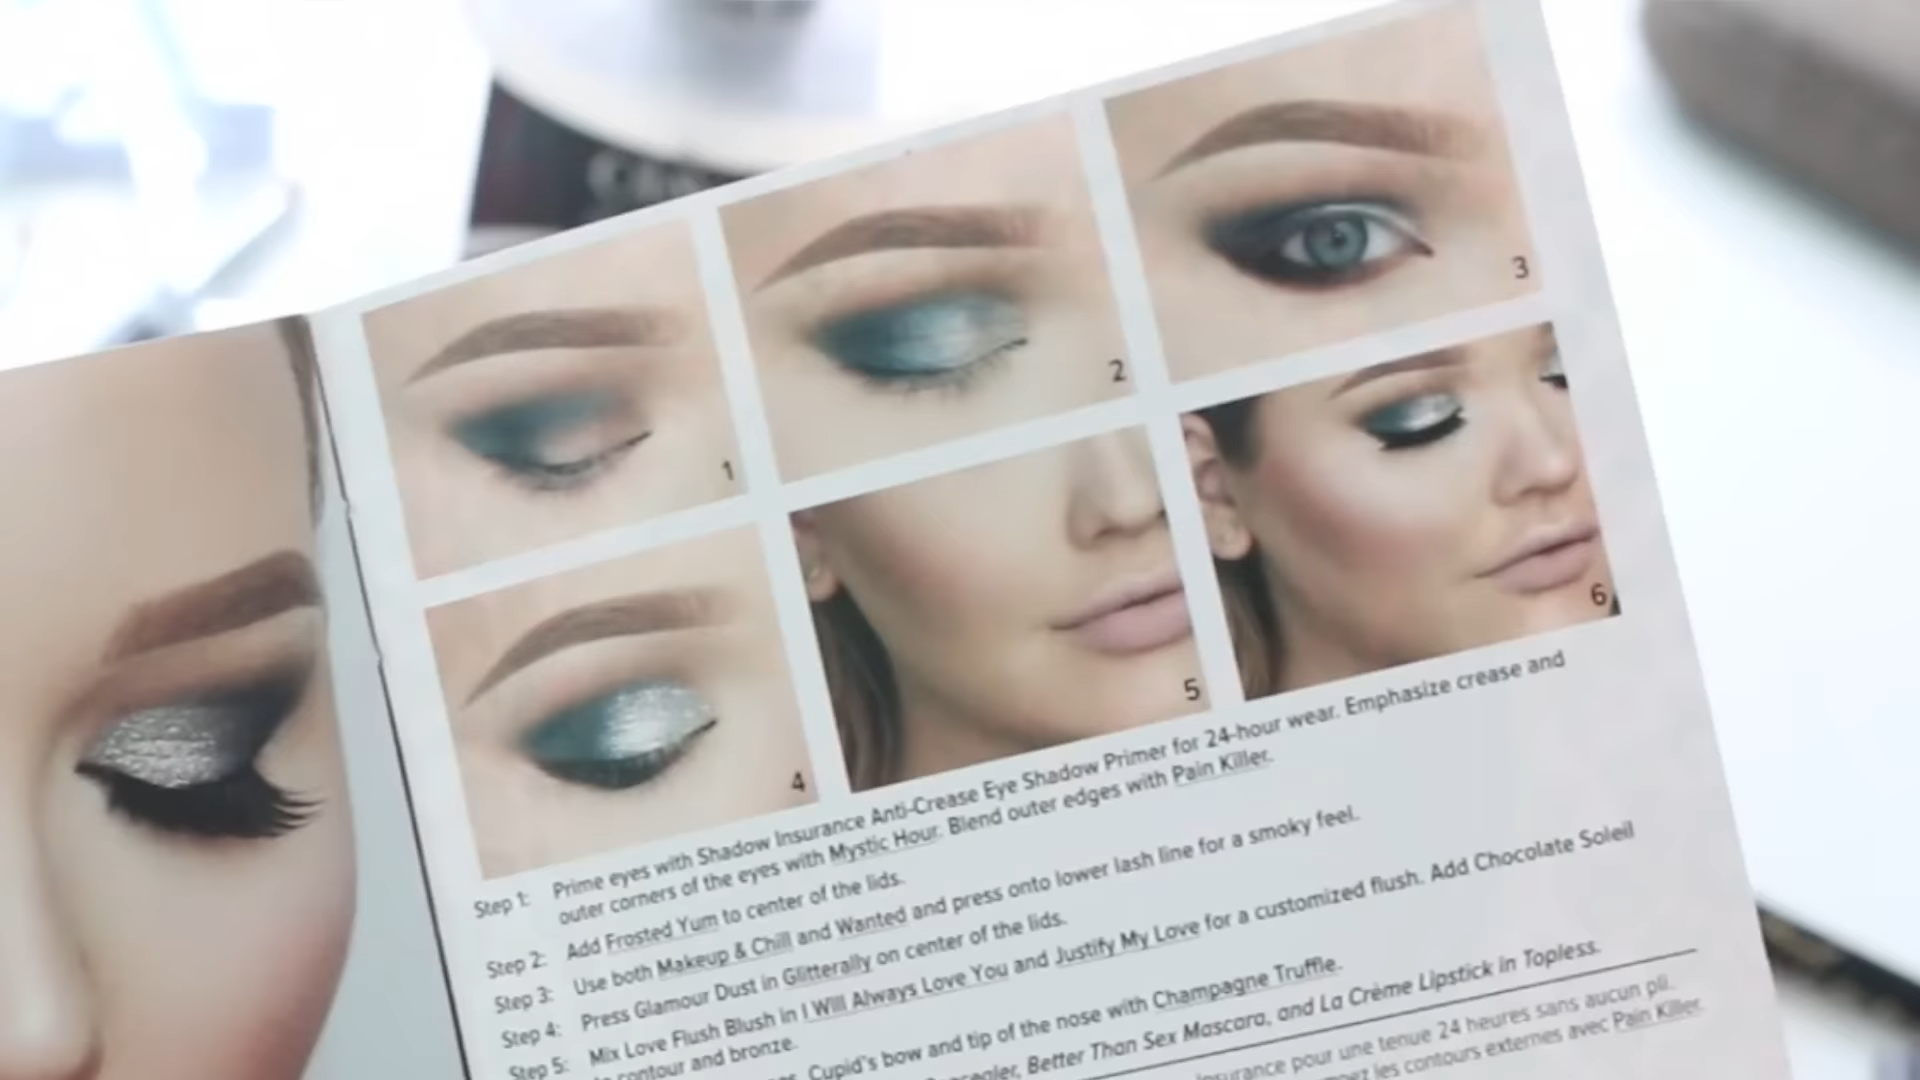 1
2
3
4
5
6
Step 1: Prime eyes with Shadow Insurance Anti-Crease Eye Shadow Primer for 24-hour wear. Emphasize crease and
outer corners of the eyes with Mystic Hour. Blend outer edges with Pain Killer.
Step 2: Add Frosted Yum to center of the lids.
Step 3: Use both Makeup & Chill and Wanted and press onto lower lash line for a smoky feel.
Step 4: Press Glamour Dust in Glitterally on center of the lids.
Step 5: Mix Love Flush Blush in I Will Always Love You and Justify My Love for a customized flush. Add Chocolate Soleil
contour and bronze.
Cupid's bow and tip of the nose with Champagne Truffle.
Better Than Sex Mascara, and La Crème Lipstick in Topless.
pour une tenue 24 heures sans aucun pli.
les contours externes avec Pain Killer.